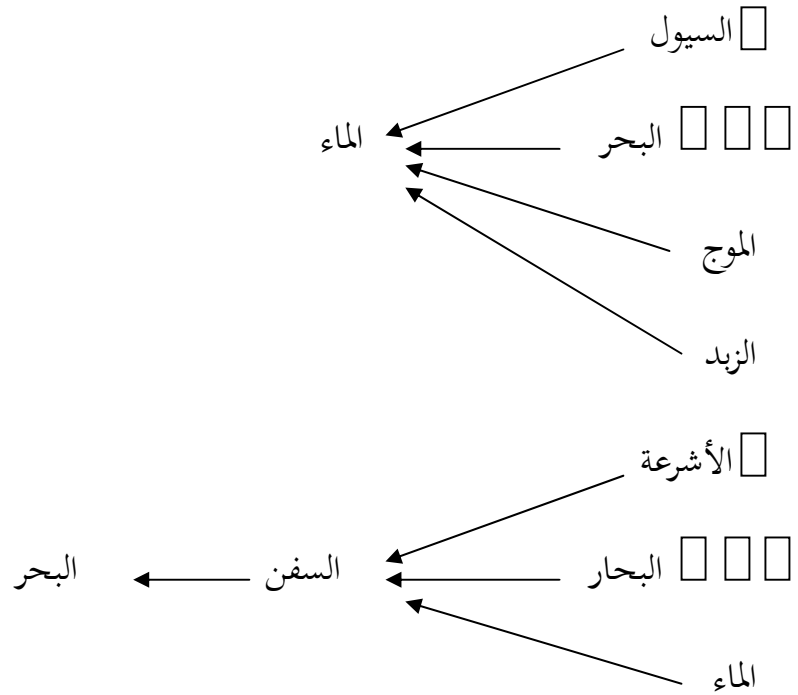 السيول
البحر الماء
الموج
الزبد
الأشرعة
البحار السفن البحر
الماء